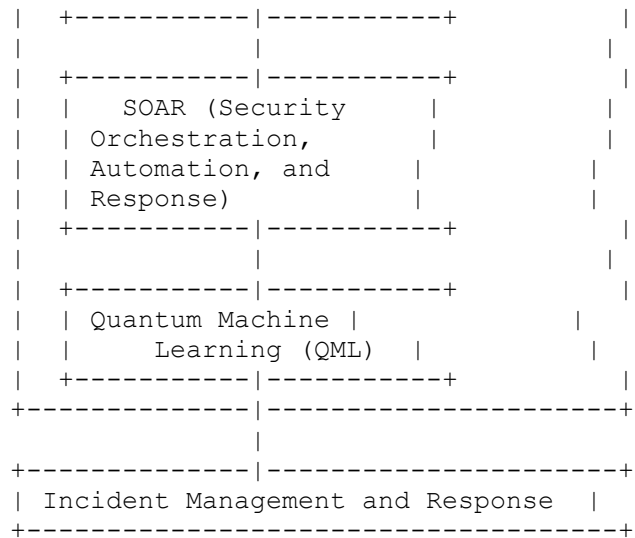 |  +-----------|-----------+           |
|              |                      |
|  +-----------|-----------+           |
|  |   SOAR (Security     |           |
|  | Orchestration,       |           |
|  | Automation, and     |          |
|  | Response)           |          |
|  +-----------|-----------+           |
|              |                      |
|  +-----------|-----------+           |
|  | Quantum Machine |             |
|  |     Learning (QML)  |          |
|  +-----------|-----------+           |
+--------------|-----------------------+
               |
+--------------|-----------------------+
| Incident Management and Response  |
+--------------------------------------+